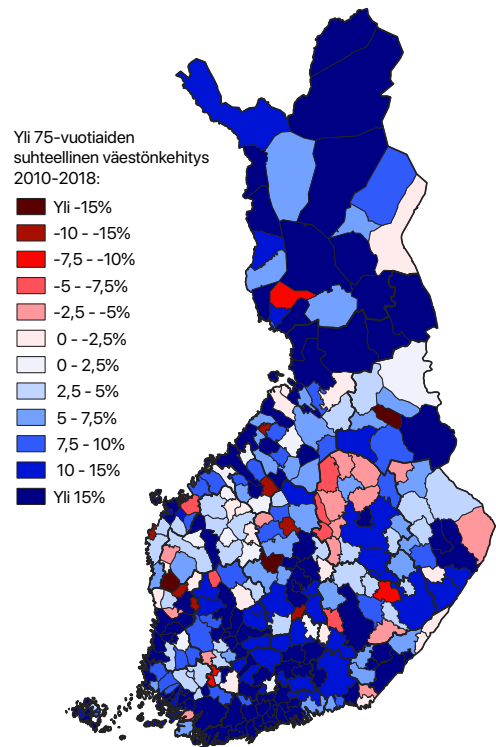 Yli 75-vuotiaiden
suhteellinen väestönkehitys
2010-2018:
Yli -15%
-10 - -15%
-7,5 - -10%
-5 - -7,5%
-2,5 - -5%
0 - -2,5%
0 - 2,5%
2,5 - 5%
5 - 7,5%
7,5 - 10%
10 - 15%
Yli 15%